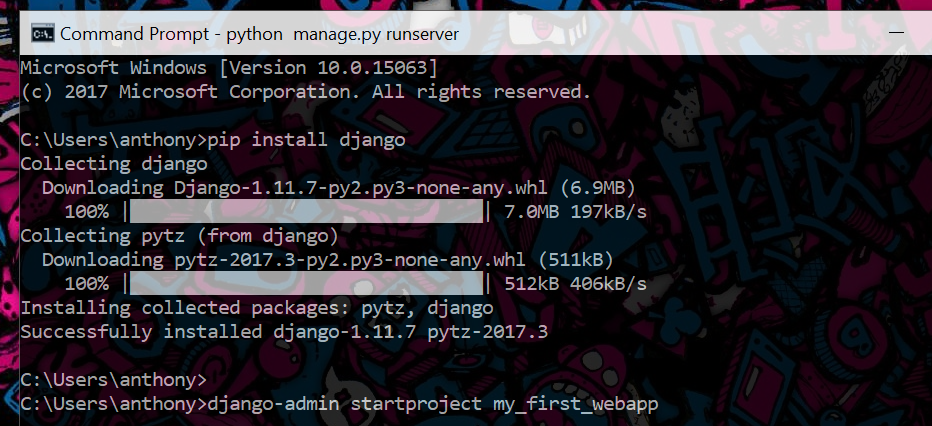 Command Prompt - python  manage.py runserver
Microsoft Windows [Version 10.0.15063]
(c) 2017 Microsoft Corporation. All rights reserved.
C:\Users\anthony>pip install django
Collecting django
  Downloading Django-1.11.7-py2.py3-none-any.whl (6.9MB)
    100% |████████████████████████████████| 7.0MB 197kB/s
Collecting pytz (from django)
  Downloading pytz-2017.3-py2.py3-none-any.whl (511kB)
    100% |████████████████████████████████| 512kB 406kB/s
Installing collected packages: pytz, django
Successfully installed django-1.11.7 pytz-2017.3
C:\Users\anthony>
C:\Users\anthony>django-admin startproject my_first_webapp